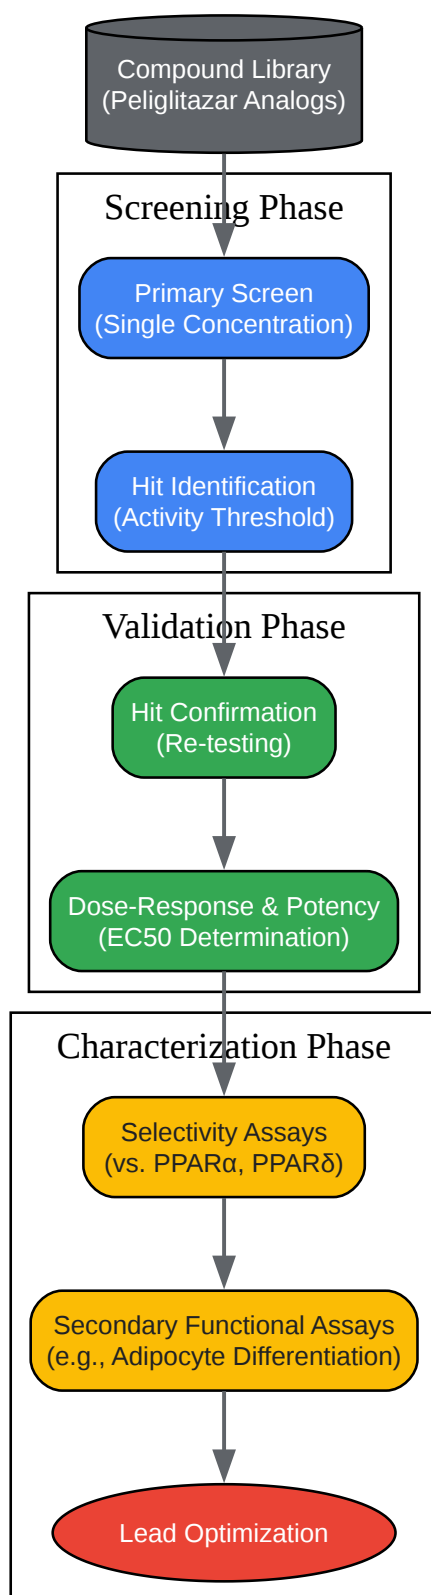 Compound Library
(Peliglitazar Analogs)
Screening Phase
Primary Screen
(Single Concentration)
Hit Identification
(Activity Threshold)
Validation Phase
Hit Confirmation
(Re-testing)
Dose-Response & Potency
(EC50 Determination)
Characterization Phase
Selectivity Assays
(vs. PPARα, PPARδ)
Secondary Functional Assays
(e.g., Adipocyte Differentiation)
Lead Optimization